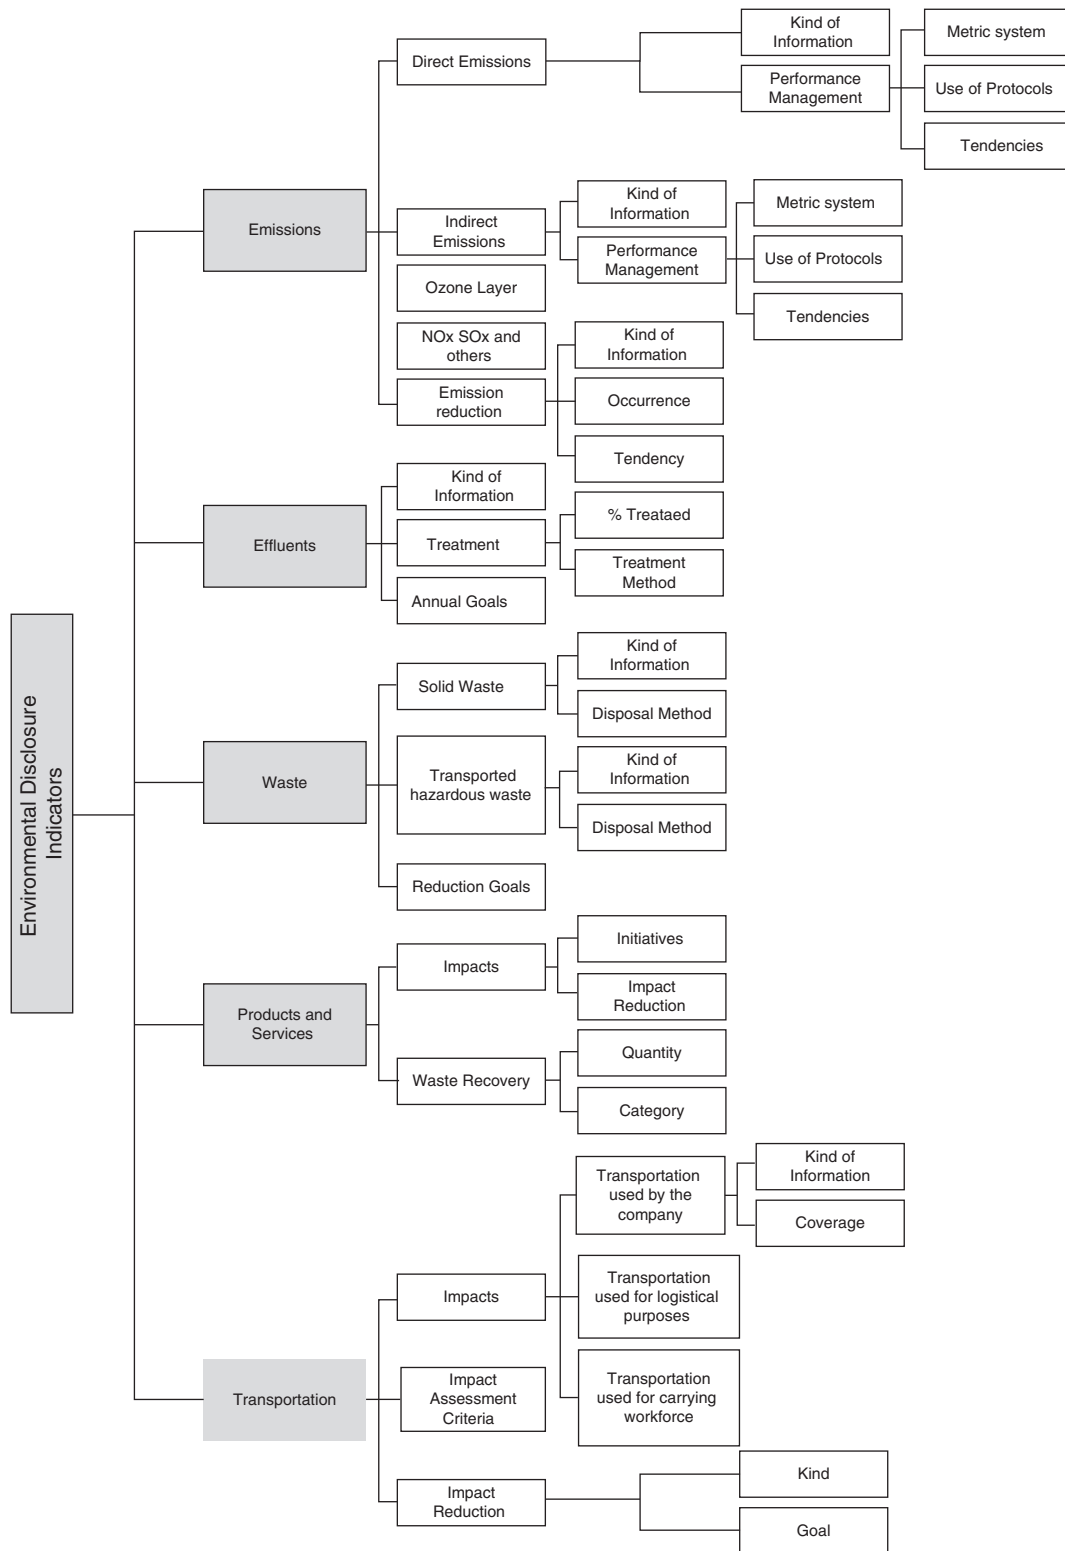 Environmental Disclosure
Indicators
Emissions
Direct Emissions
Kind of
Information
Performance
Management
Metric system
Use of Protocols
Tendencies
Indirect
Emissions
Kind of
Information
Performance
Management
Metric system
Use of Protocols
Tendencies
Ozone Layer
NOx SOx and
others
Emission
reduction
Kind of
Information
Occurrence
Tendency
Effluents
Kind of
Information
Treatment
% Treataed
Treatment
Method
Annual Goals
Waste
Solid Waste
Kind of
Information
Disposal Method
Transported
hazardous waste
Kind of
Information
Disposal Method
Reduction Goals
Products and
Services
Impacts
Initiatives
Impact
Reduction
Waste Recovery
Quantity
Category
Transportation
Impacts
Transportation
used by the
company
Kind of
Information
Coverage
Transportation
used for logistical
purposes
Transportation
used for carrying
workforce
Impact
Assessment
Criteria
Impact
Reduction
Kind
Goal